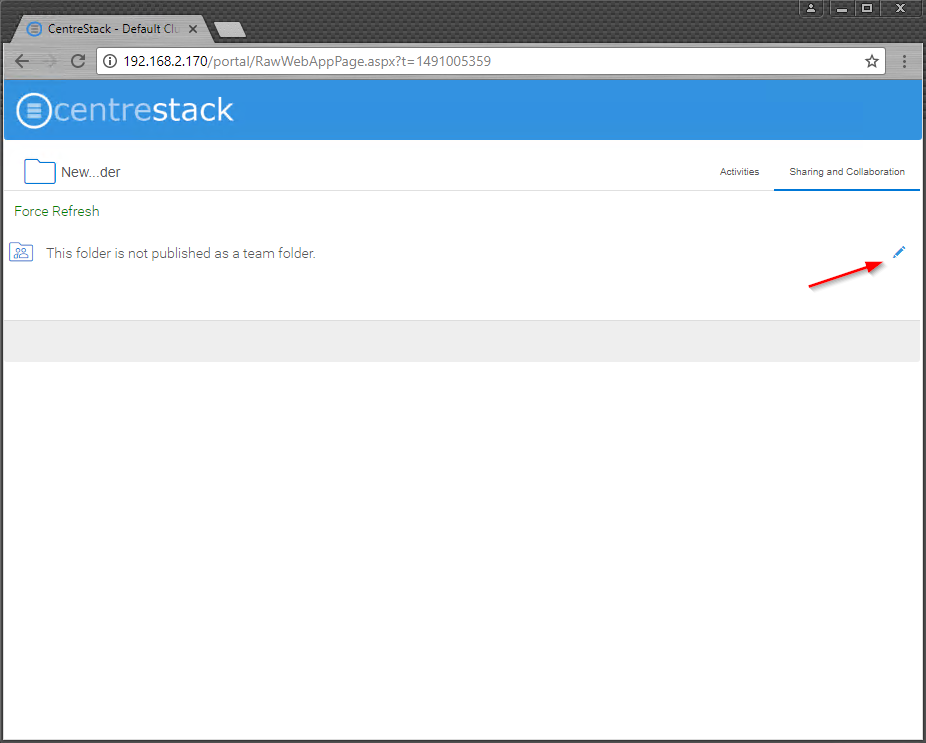 CentreStack - Default Clu
192.168.2.170/portal/RawWebAppPage.aspx?t=1491005359
centrestack
New...der
Activities
Sharing and Collaboration
Force Refresh
This folder is not published as a team folder.